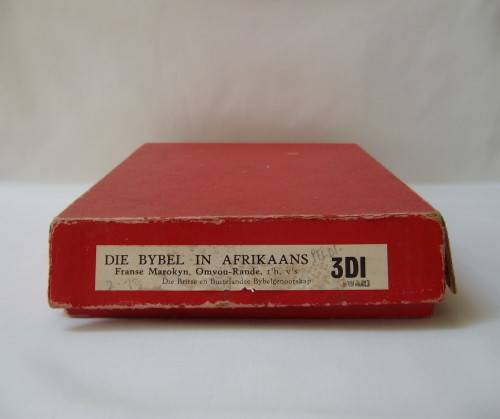 DIE BYBEL IN AFRIKAANS
Franse Marokyn, Omvou-Rande, r'h, v's
Die Britse en Buitelandse Bybelgenootskap
3DI